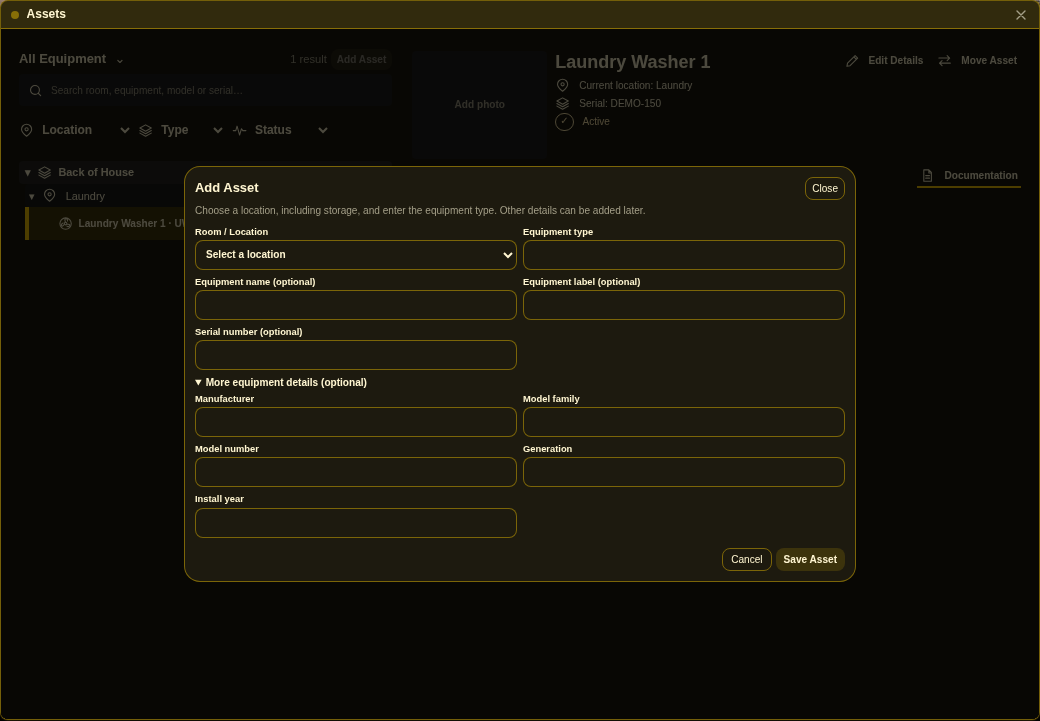 Assets
All Equipment
1 result
Add Asset
Search room, equipment, model or serial...
Location
Type
Status
Back of House
Laundry
Laundry Washer 1 ·
Add photo
Laundry Washer 1
Current location: Laundry
Serial: DEMO-150
Active
Edit Details
Move Asset
Documentation
Add Asset
Close
Choose a location, including storage, and enter the equipment type. Other details can be added later.
Room / Location
Equipment type
Select a location
Equipment name (optional)
Equipment label (optional)
Serial number (optional)
More equipment details (optional)
Manufacturer
Model family
Model number
Generation
Install year
Cancel
Save Asset